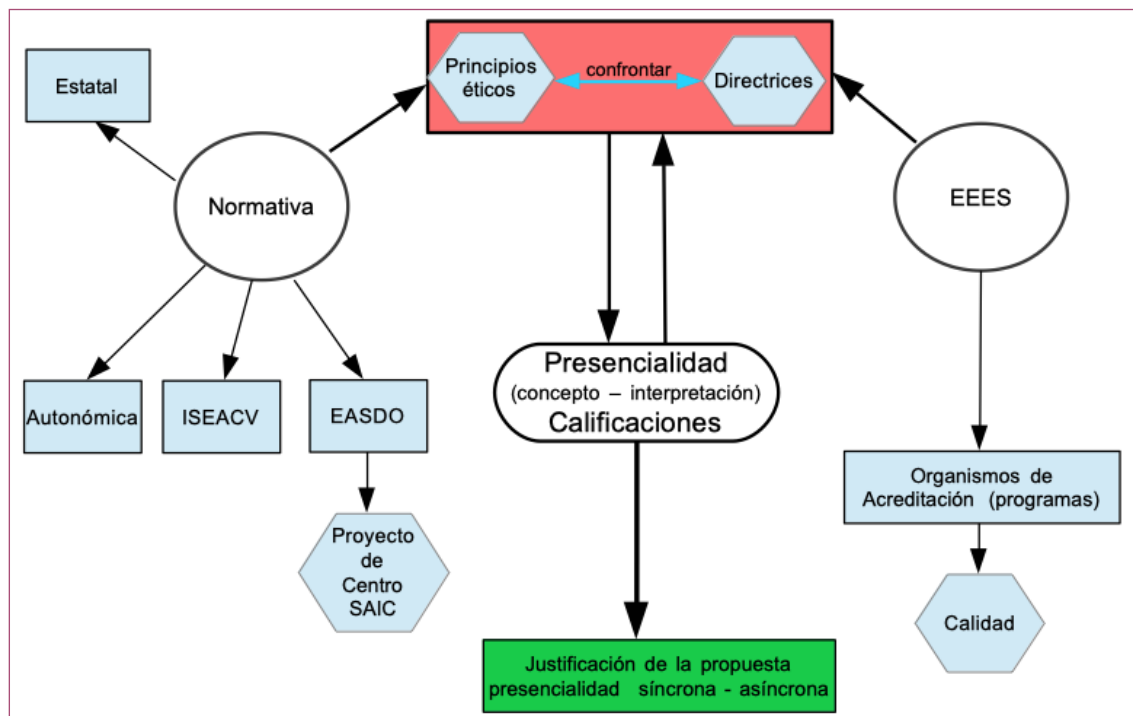 Principios
éticos
confrontar
Directrices
Estatal
Normativa
EEES
Autonómica
ISEACV
EASDO
Presencialidad
(concepto – interpretación)
Calificaciones
Organismos de
Acreditación (programas)
Proyecto
de
Centro
SAIC
Calidad
Justificación de la propuesta
presencialidad síncrona - asíncrona